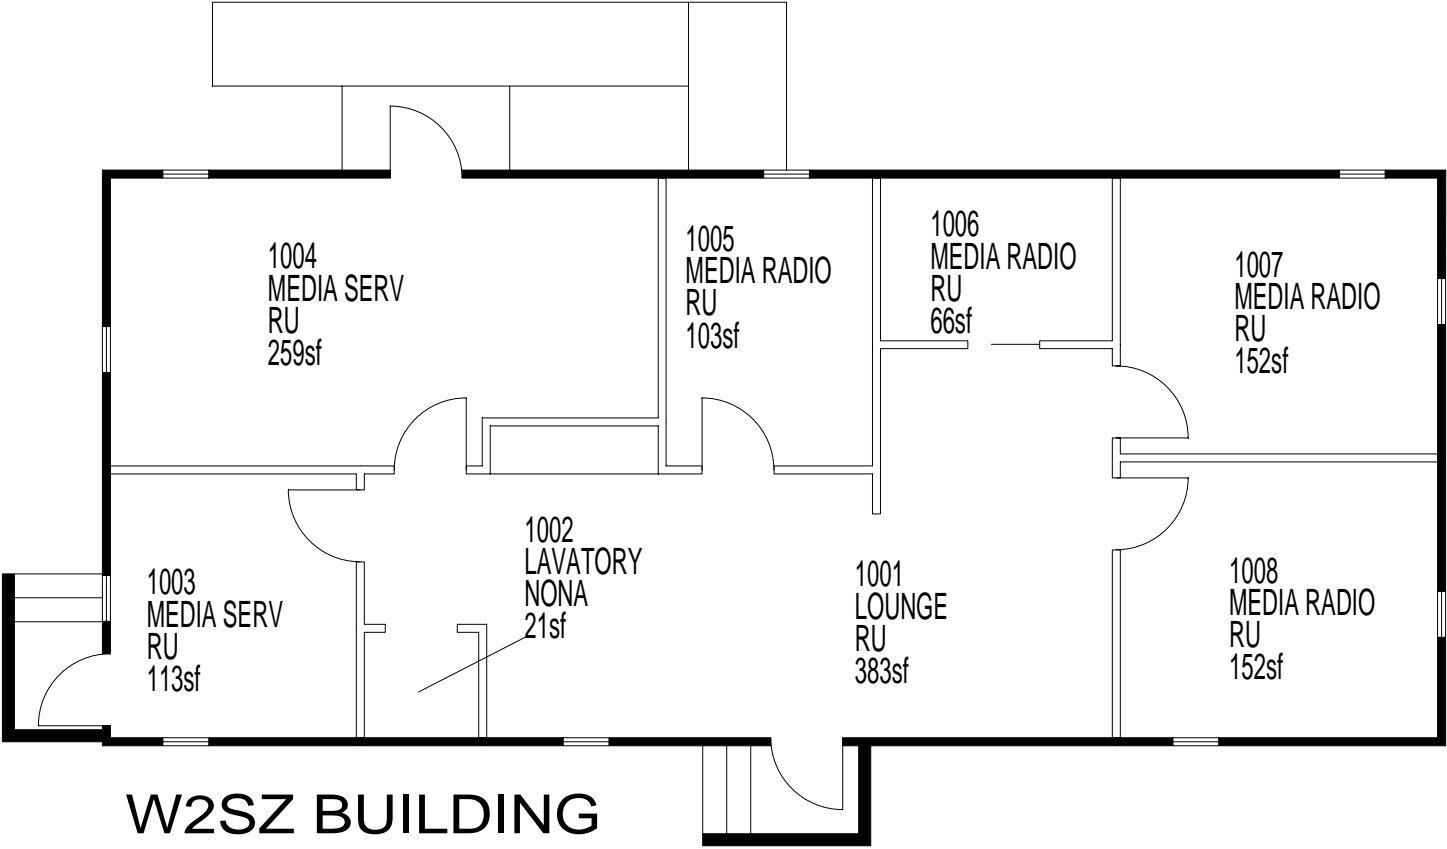 1004
MEDIA SERV
RU
259sf
1005
MEDIA RADIO
RU
103sf
1006
MEDIA RADIO
RU
66sf
1007
MEDIA RADIO
RU
152sf
1003
MEDIA SERV
RU
113sf
1002
LAVATORY
NONA
21sf
1001
LOUNGE
RU
383sf
1008
MEDIA RADIO
RU
152sf
W2SZ BUILDING